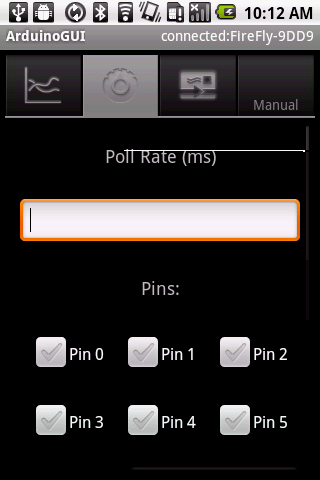 10:12 AM
ArduinoGUI connected:FireFly-9DD9
Manual
Poll Rate (ms)
Pins:
Pin 0 Pin 1 Pin 2
Pin 3 Pin 4 Pin 5